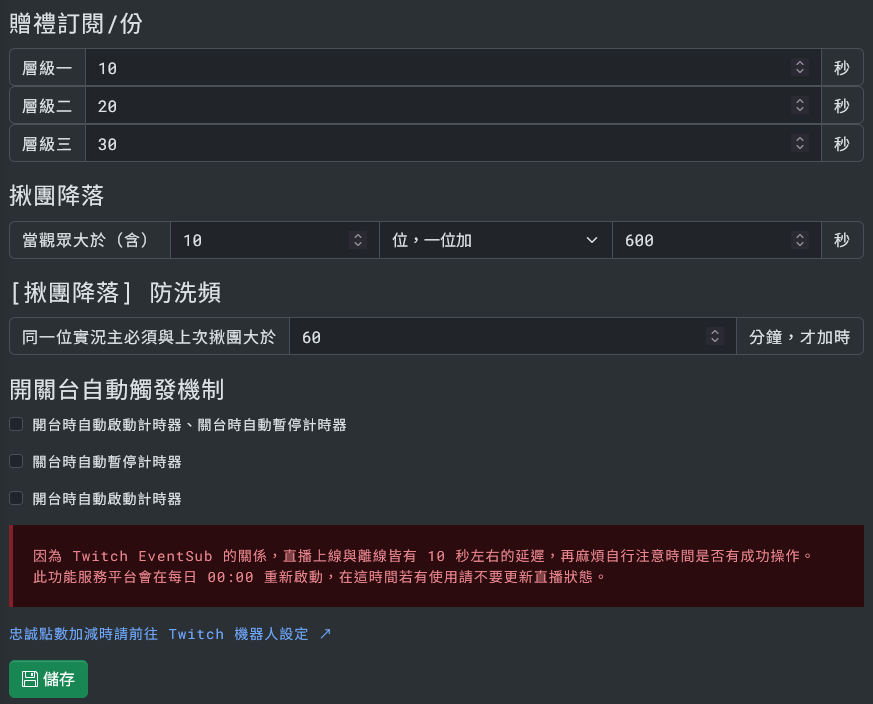 贈禮訂閱/份
層級一 10 秒
層級二 20 秒
層級三 30 秒
揪團降落
當觀眾大於（含） 10 位，一位加 600 秒
[揪團降落] 防洗頻
同一位實況主必須與上次揪團大於 60 分鐘，才加時
開關台自動觸發機制
開台時自動啟動計時器、關台時自動暫停計時器
關台時自動暫停計時器
開台時自動啟動計時器
因為 Twitch EventSub 的關係，直播上線與離線皆有 10 秒左右的延遲，再麻煩自行注意時間是否有成功操作。
此功能服務平台會在每日 00:00 重新啟動，在這時間若有使用請不要更新直播狀態。
忠誠點數加減時請前往 Twitch 機器人設定 ↗
儲存